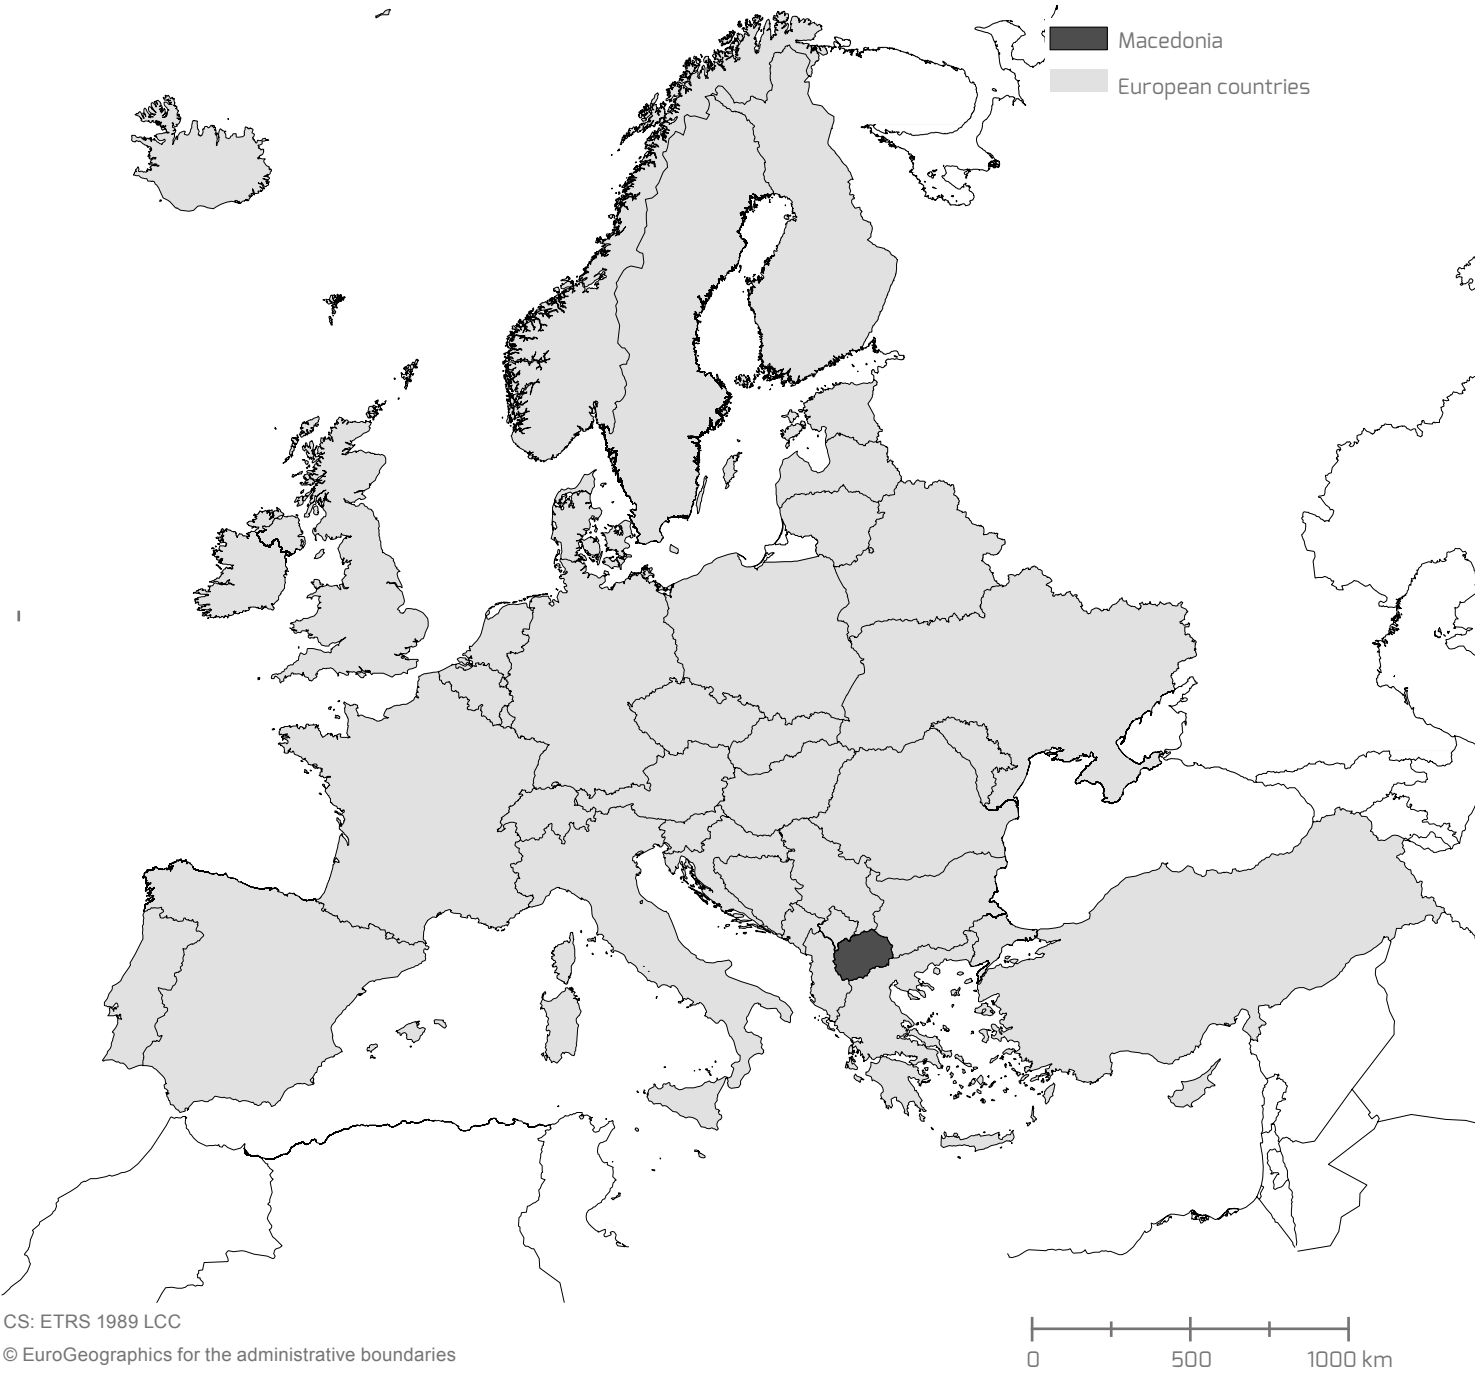 Macedonia
European countries
CS: ETRS 1989 LCC
© EuroGeographics for the administrative boundaries
0 500 1000 km